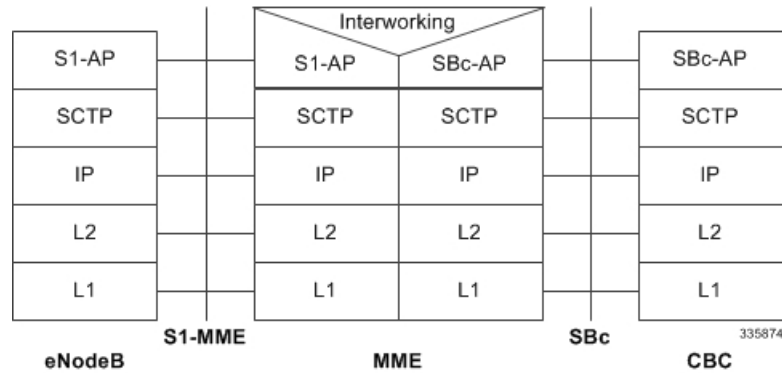 Interworking
S1-AP S1-AP SBc-AP SBc-AP
SCTP SCTP SCTP SCTP
IP IP IP IP
L2 L2 L2 L2
L1 L1 L1 L1
S1-MME SBc 335874
eNodeB MME CBC